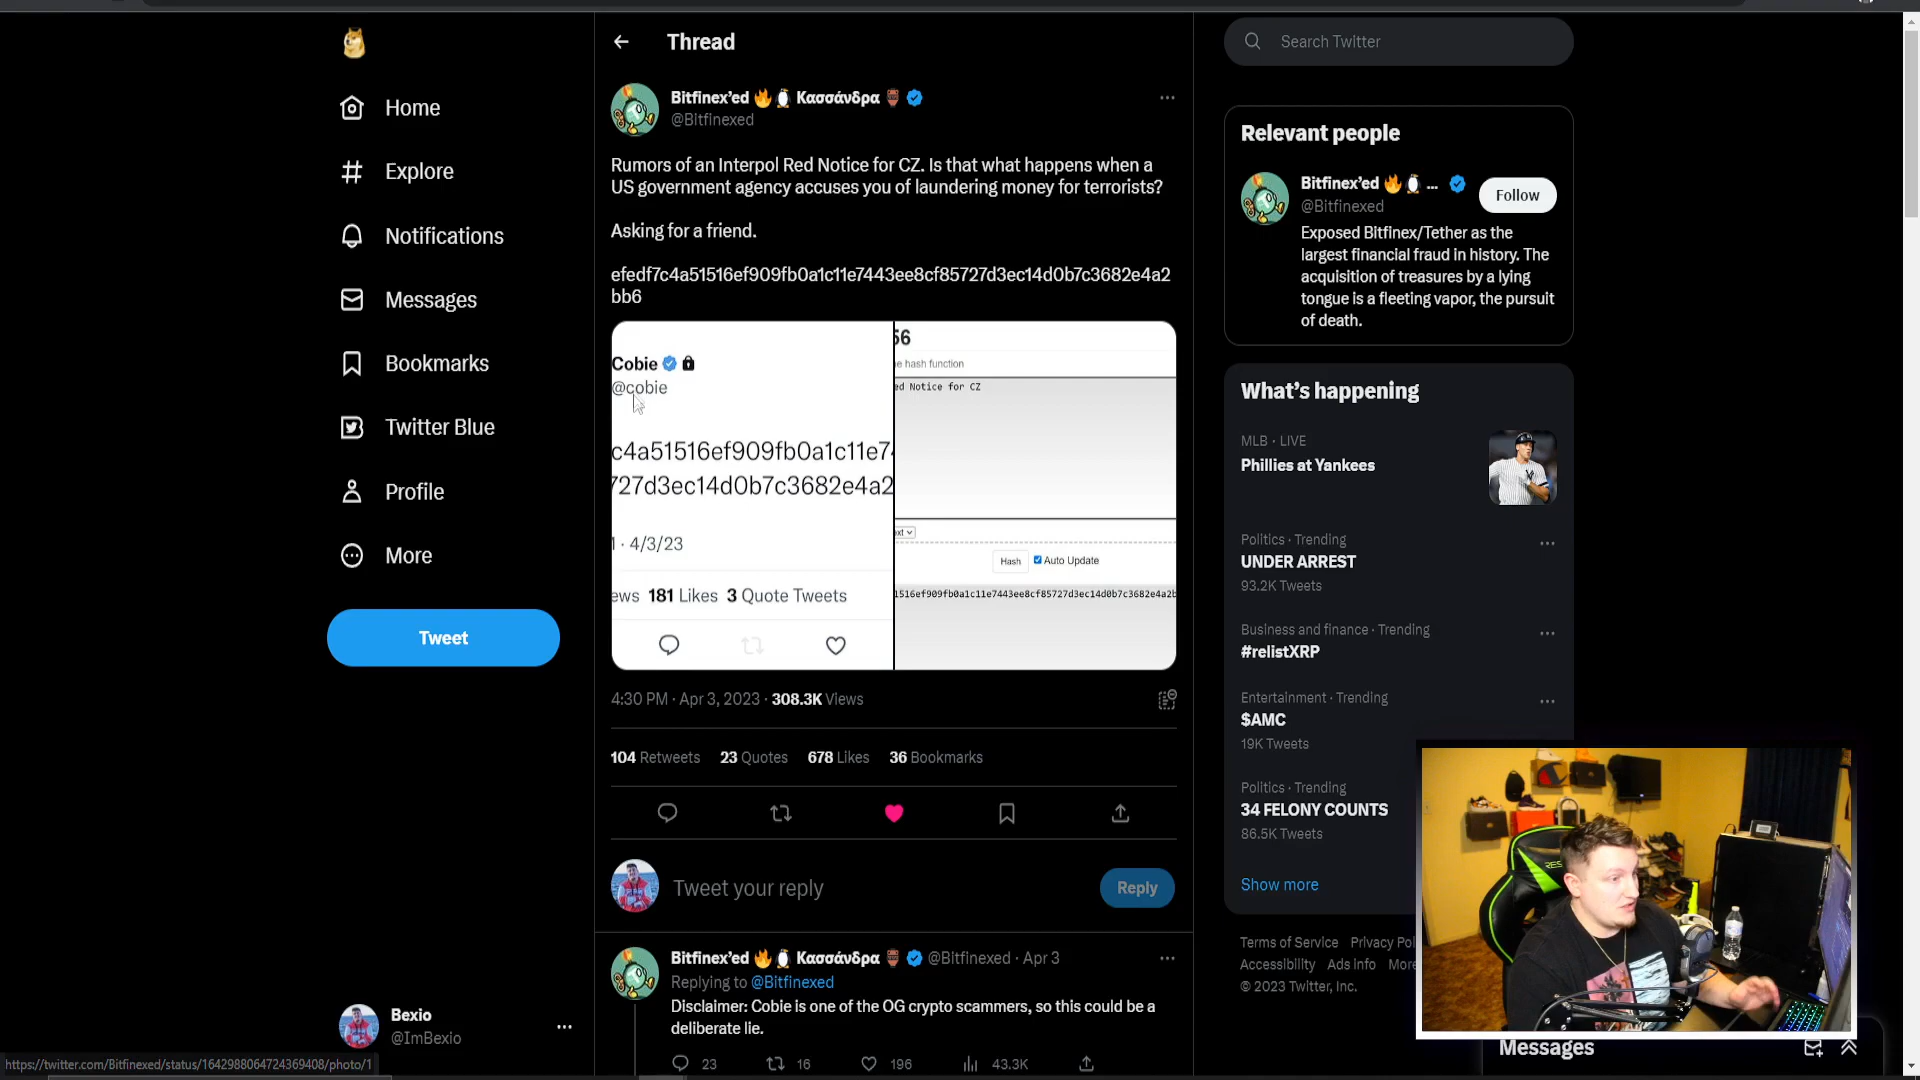 Home
Explore
Notifications
Messages
Bookmarks
Twitter Blue
Profile
More
Tweet
Bexio
@ImBexio
https://twitter.com/Bitfinexed/status/1642988064724369408/photo/1
Thread
Bitfinex'ed 🔥🐧 Κασσάνδρα 🏺
@Bitfinexed
Rumors of an Interpol Red Notice for CZ. Is that what happens when a
US government agency accuses you of laundering money for terrorists?
Asking for a friend.
efedf7c4a51516ef909fb0a1c11e7443ee8cf85727d3ec14d0b7c3682e4a2
bb6
Cobie
@cobie
c4a51516ef909fb0a1c11e7
727d3ec14d0b7c3682e4a2
· 4/3/23
ews 181 Likes 3 Quote Tweets
56
e hash function
ed Notice for CZ
xt
Hash Auto Update
1516ef909fb0a1c11e7443ee8cf85727d3ec14d0b7c3682e4a2b
4:30 PM · Apr 3, 2023 · 308.3K Views
104 Retweets 23 Quotes 678 Likes 36 Bookmarks
Tweet your reply
Reply
Bitfinex'ed 🔥🐧 Κασσάνδρα 🏺 @Bitfinexed · Apr 3
Replying to @Bitfinexed
Disclaimer: Cobie is one of the OG crypto scammers, so this could be a
deliberate lie.
23 16 196 43.3K
Search Twitter
Relevant people
Bitfinex'ed 🔥🐧 ...
@Bitfinexed
Follow
Exposed Bitfinex/Tether as the
largest financial fraud in history. The
acquisition of treasures by a lying
tongue is a fleeting vapor, the pursuit
of death.
What's happening
MLB · LIVE
Phillies at Yankees
Politics · Trending
UNDER ARREST
93.2K Tweets
Business and finance · Trending
#relistXRP
Entertainment · Trending
$AMC
19K Tweets
Politics · Trending
34 FELONY COUNTS
86.5K Tweets
Show more
Terms of Service Privacy Pol
Accessibility Ads info More
© 2023 Twitter, Inc.
Messages